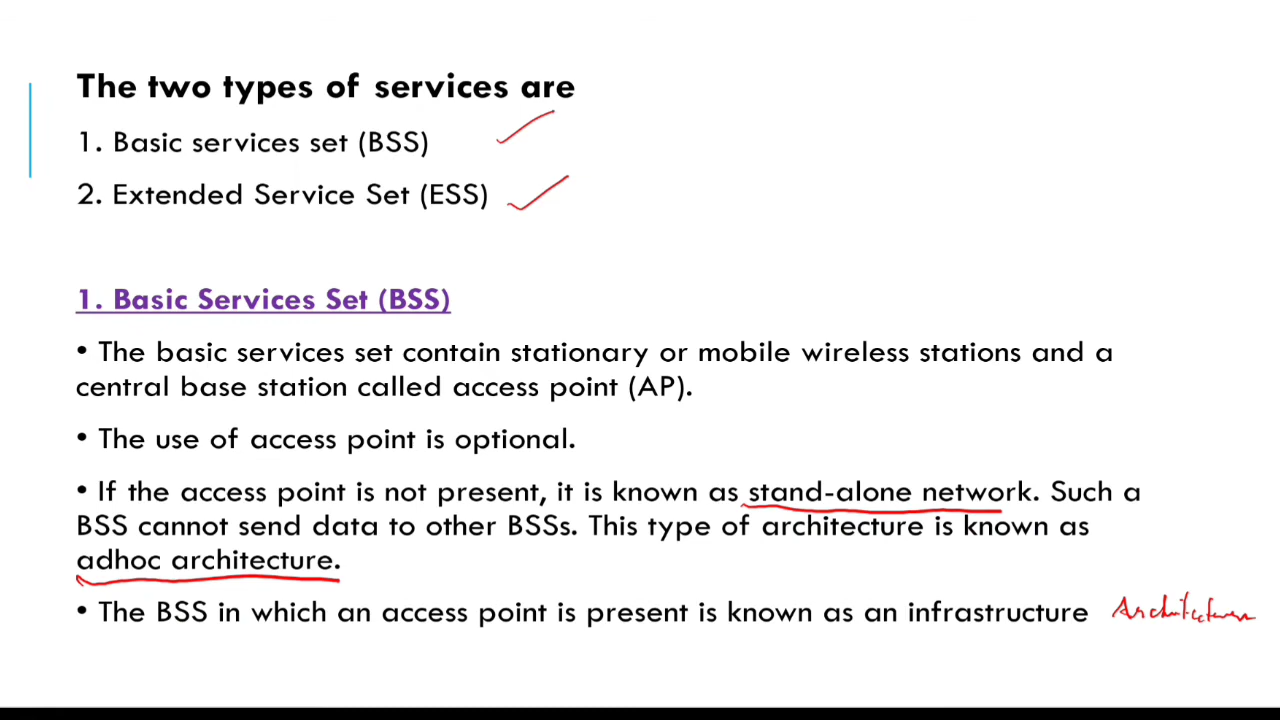 The two types of services are
1. Basic services set (BSS)
2. Extended Service Set (ESS)
1. Basic Services Set (BSS)
• The basic services set contain stationary or mobile wireless stations and a
central base station called access point (AP).
• The use of access point is optional.
• If the access point is not present, it is known as stand-alone network. Such a
BSS cannot send data to other BSSs. This type of architecture is known as
adhoc architecture.
• The BSS in which an access point is present is known as an infrastructure Architecture